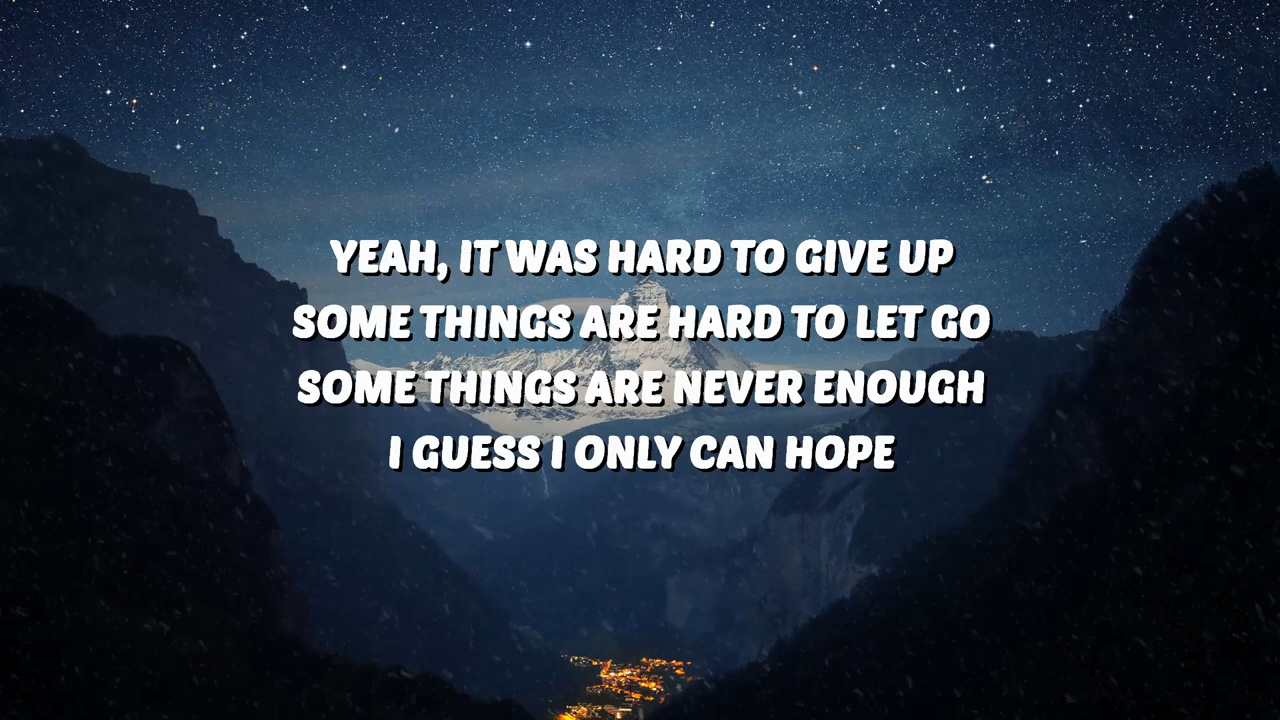 YEAH, IT WAS HARD TO GIVE UP
SOME THINGS ARE HARD TO LET GO
SOME THINGS ARE NEVER ENOUGH
I GUESS I ONLY CAN HOPE